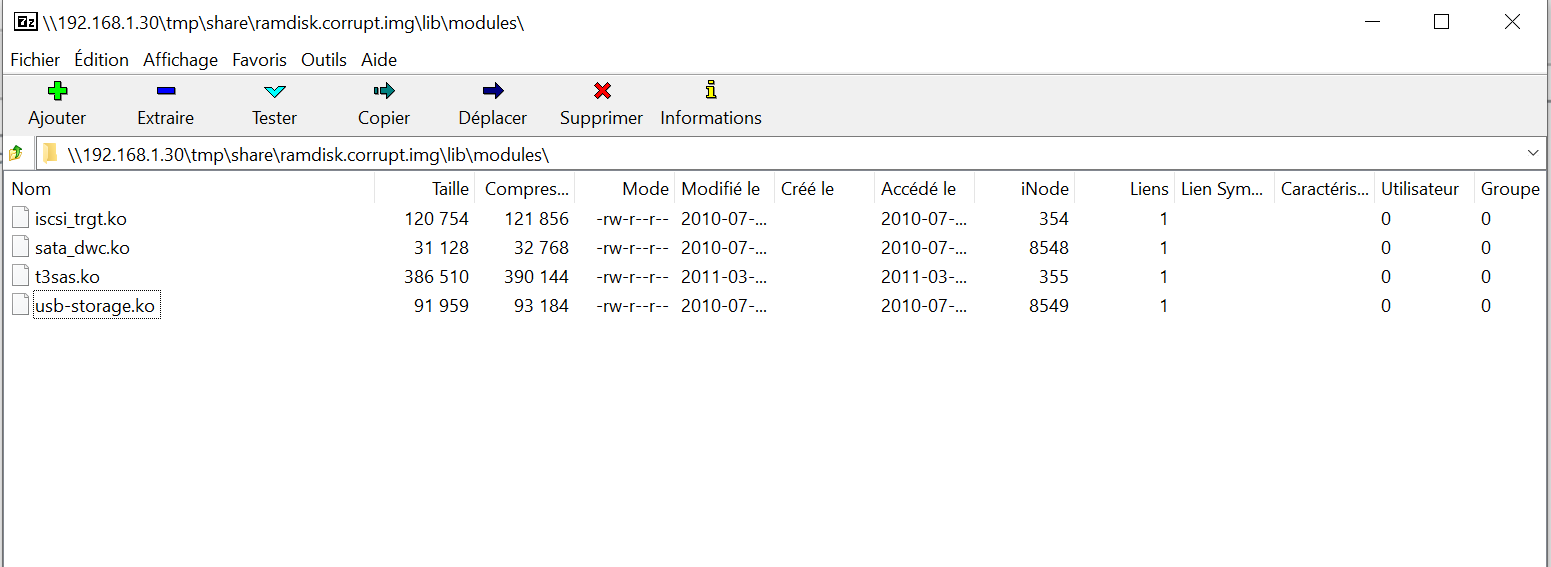 7z \\192.168.1.30\tmp\share\ramdisk.corrupt.img\lib\modules\
Fichier Édition Affichage Favoris Outils Aide
Ajouter Extraire Tester Copier Déplacer Supprimer Informations
\\192.168.1.30\tmp\share\ramdisk.corrupt.img\lib\modules\
Nom Taille Compres... Mode Modifié le Créé le Accédé le iNode Liens Lien Sym... Caractéris... Utilisateur Groupe
iscsi_trgt.ko 120 754 121 856 -rw-r--r-- 2010-07-... 2010-07-... 354 1 0 0
sata_dwc.ko 31 128 32 768 -rw-r--r-- 2010-07-... 2010-07-... 8548 1 0 0
t3sas.ko 386 510 390 144 -rw-r--r-- 2011-03-... 2011-03-... 355 1 0 0
usb-storage.ko 91 959 93 184 -rw-r--r-- 2010-07-... 2010-07-... 8549 1 0 0